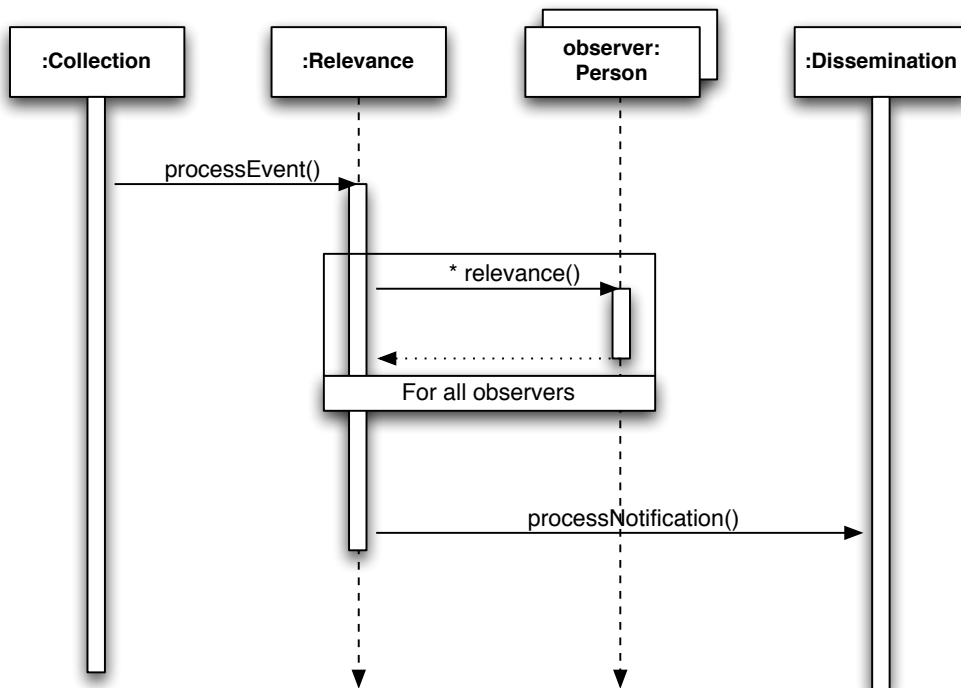 :Collection
:Relevance
observer:
Person
:Dissemination
processEvent()
* relevance()
For all observers
processNotification()